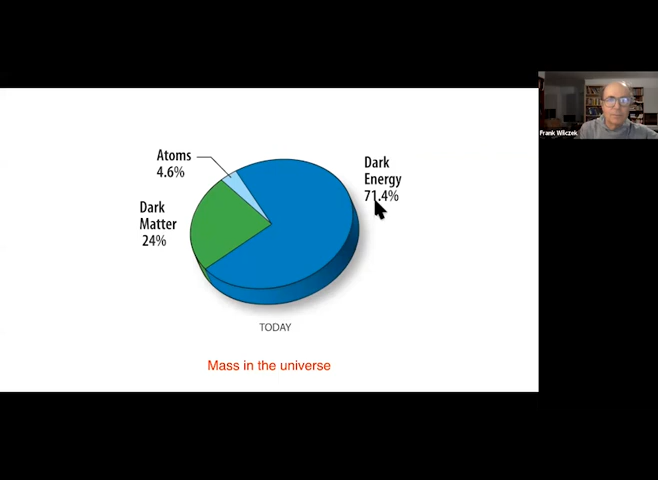 Atoms
4.6%
Dark
Energy
71.4%
Dark
Matter
24%
TODAY
Mass in the universe
Frank Wilczek